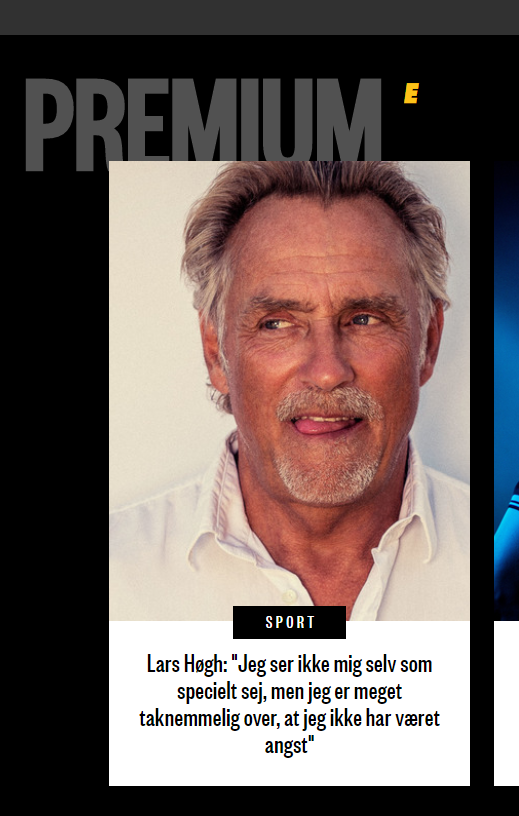 PREMIUM
E
SPORT
Lars Høgh: "Jeg ser ikke mig selv som
specielt sej, men jeg er meget
taknemmelig over, at jeg ikke har været
angst"